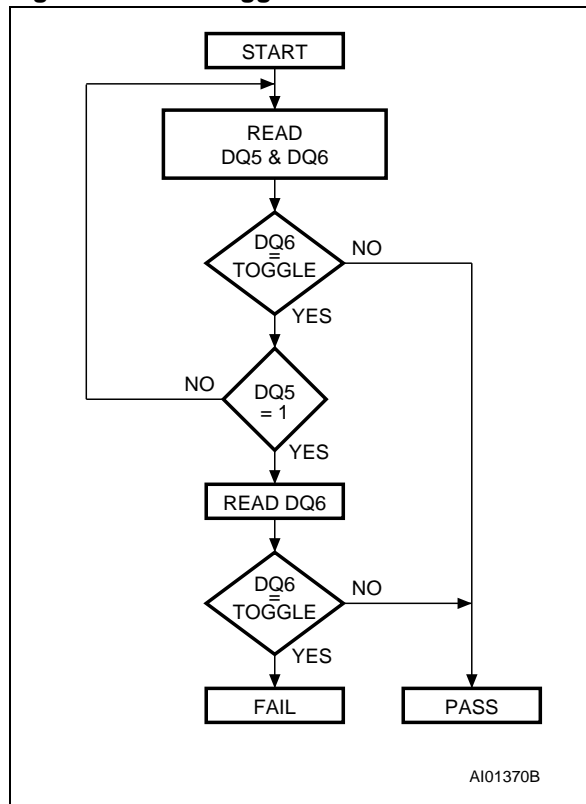 START
READ
DQ5 & DQ6
DQ6
=
TOGGLE
NO
YES
NO
DQ5
= 1
YES
READ DQ6
DQ6
=
TOGGLE
NO
YES
FAIL
PASS
AI01370B